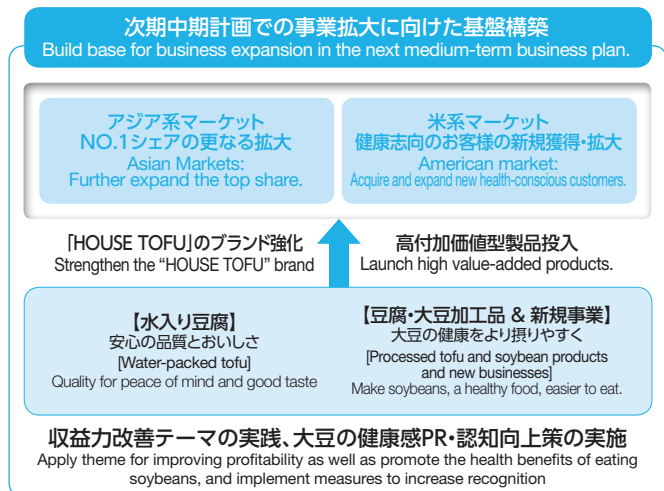 次期中期計画での事業拡大に向けた基盤構築
Build base for business expansion in the next medium-term business plan.
アジア系マーケット
NO.1シェアの更なる拡大
Asian Markets:
Further expand the top share.
米系マーケット
健康志向のお客様の新規獲得・拡大
American market:
Acquire and expand new health-conscious customers.
「HOUSE TOFU」のブランド強化
Strengthen the “HOUSE TOFU” brand
高付加価値型製品投入
Launch high value-added products.
【水入り豆腐】
安心の品質とおいしさ
[Water-packed tofu]
Quality for peace of mind and good taste
【豆腐・大豆加工品 & 新規事業】
大豆の健康をより摂りやすく
[Processed tofu and soybean products
and new businesses]
Make soybeans, a healthy food, easier to eat.
収益力改善テーマの実践、大豆の健康感PR・認知向上策の実施
Apply theme for improving profitability as well as promote the health benefits of eating
soybeans, and implement measures to increase recognition